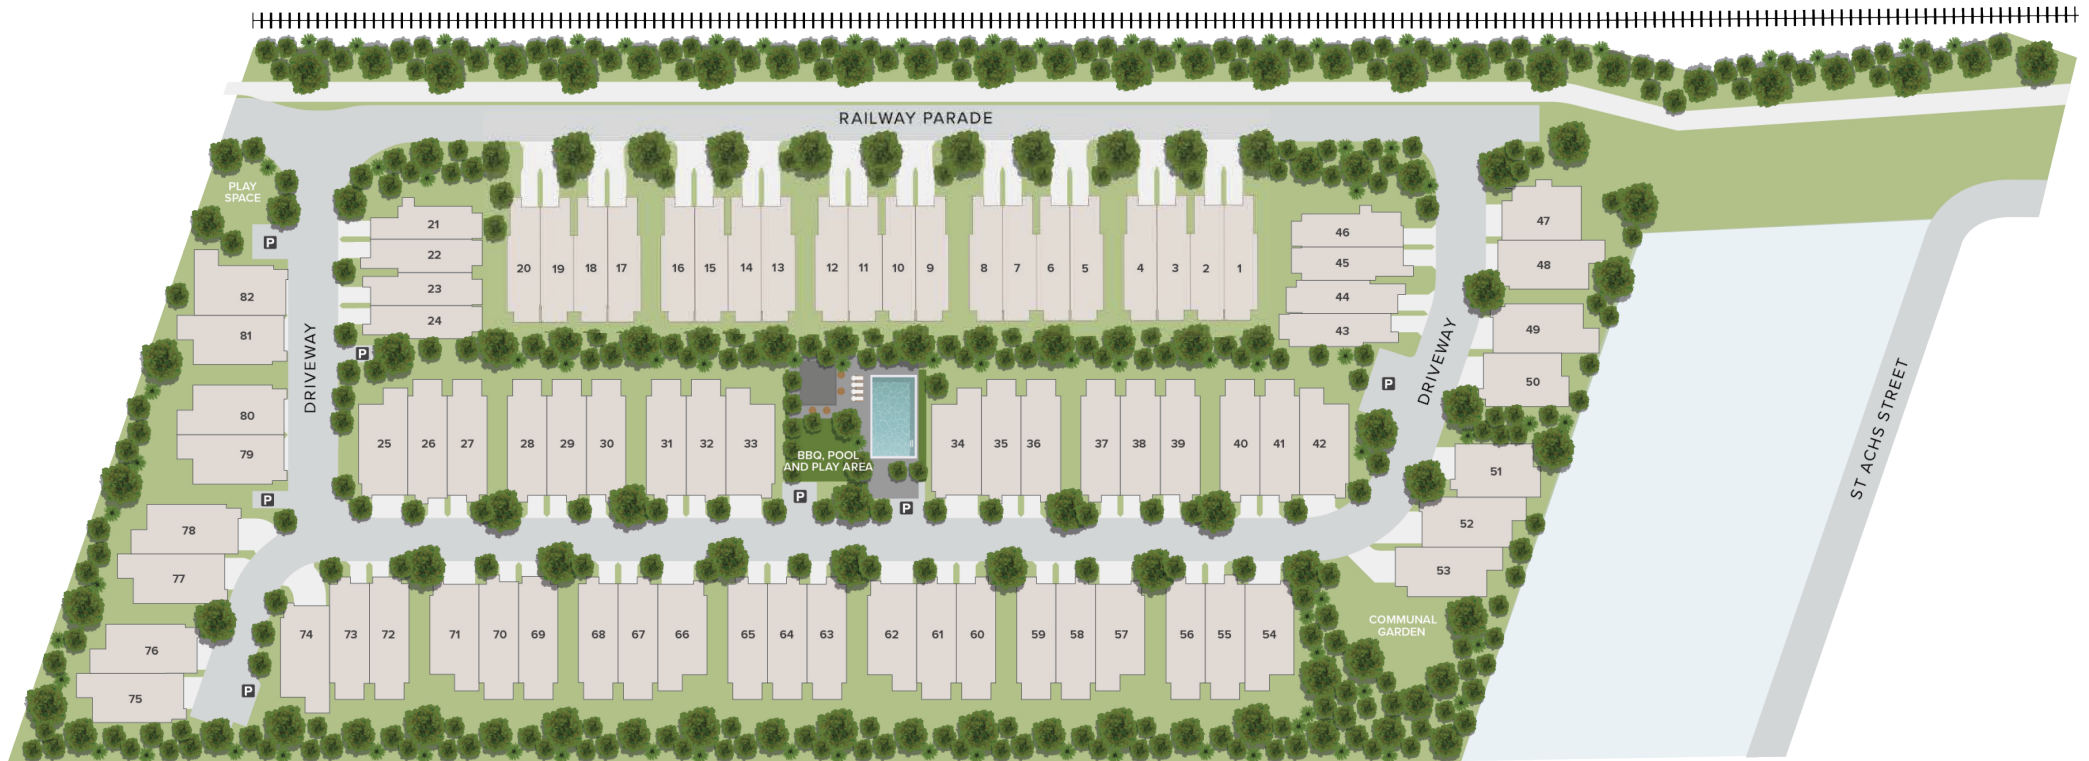 RAILWAY PARADE
PLAY
SPACE
P
21
22
23
24
20 19 18 17 16 15 14 13 12 11 10 9 8 7 6 5 4 3 2 1
46
45
44
43
47
48
49
50
82
81
80
79
DRIVEWAY
P
P
DRIVEWAY
P
ST ACHS STREET
25 26 27 28 29 30 31 32 33
BBQ, POOL
AND PLAY AREA
34 35 36 37 38 39 40 41 42
P
P
P
51
52
53
78
77
76
75
P
74 73 72 71 70 69 68 67 66 65 64 63 62 61 60 59 58 57 56 55 54
COMMUNAL
GARDEN